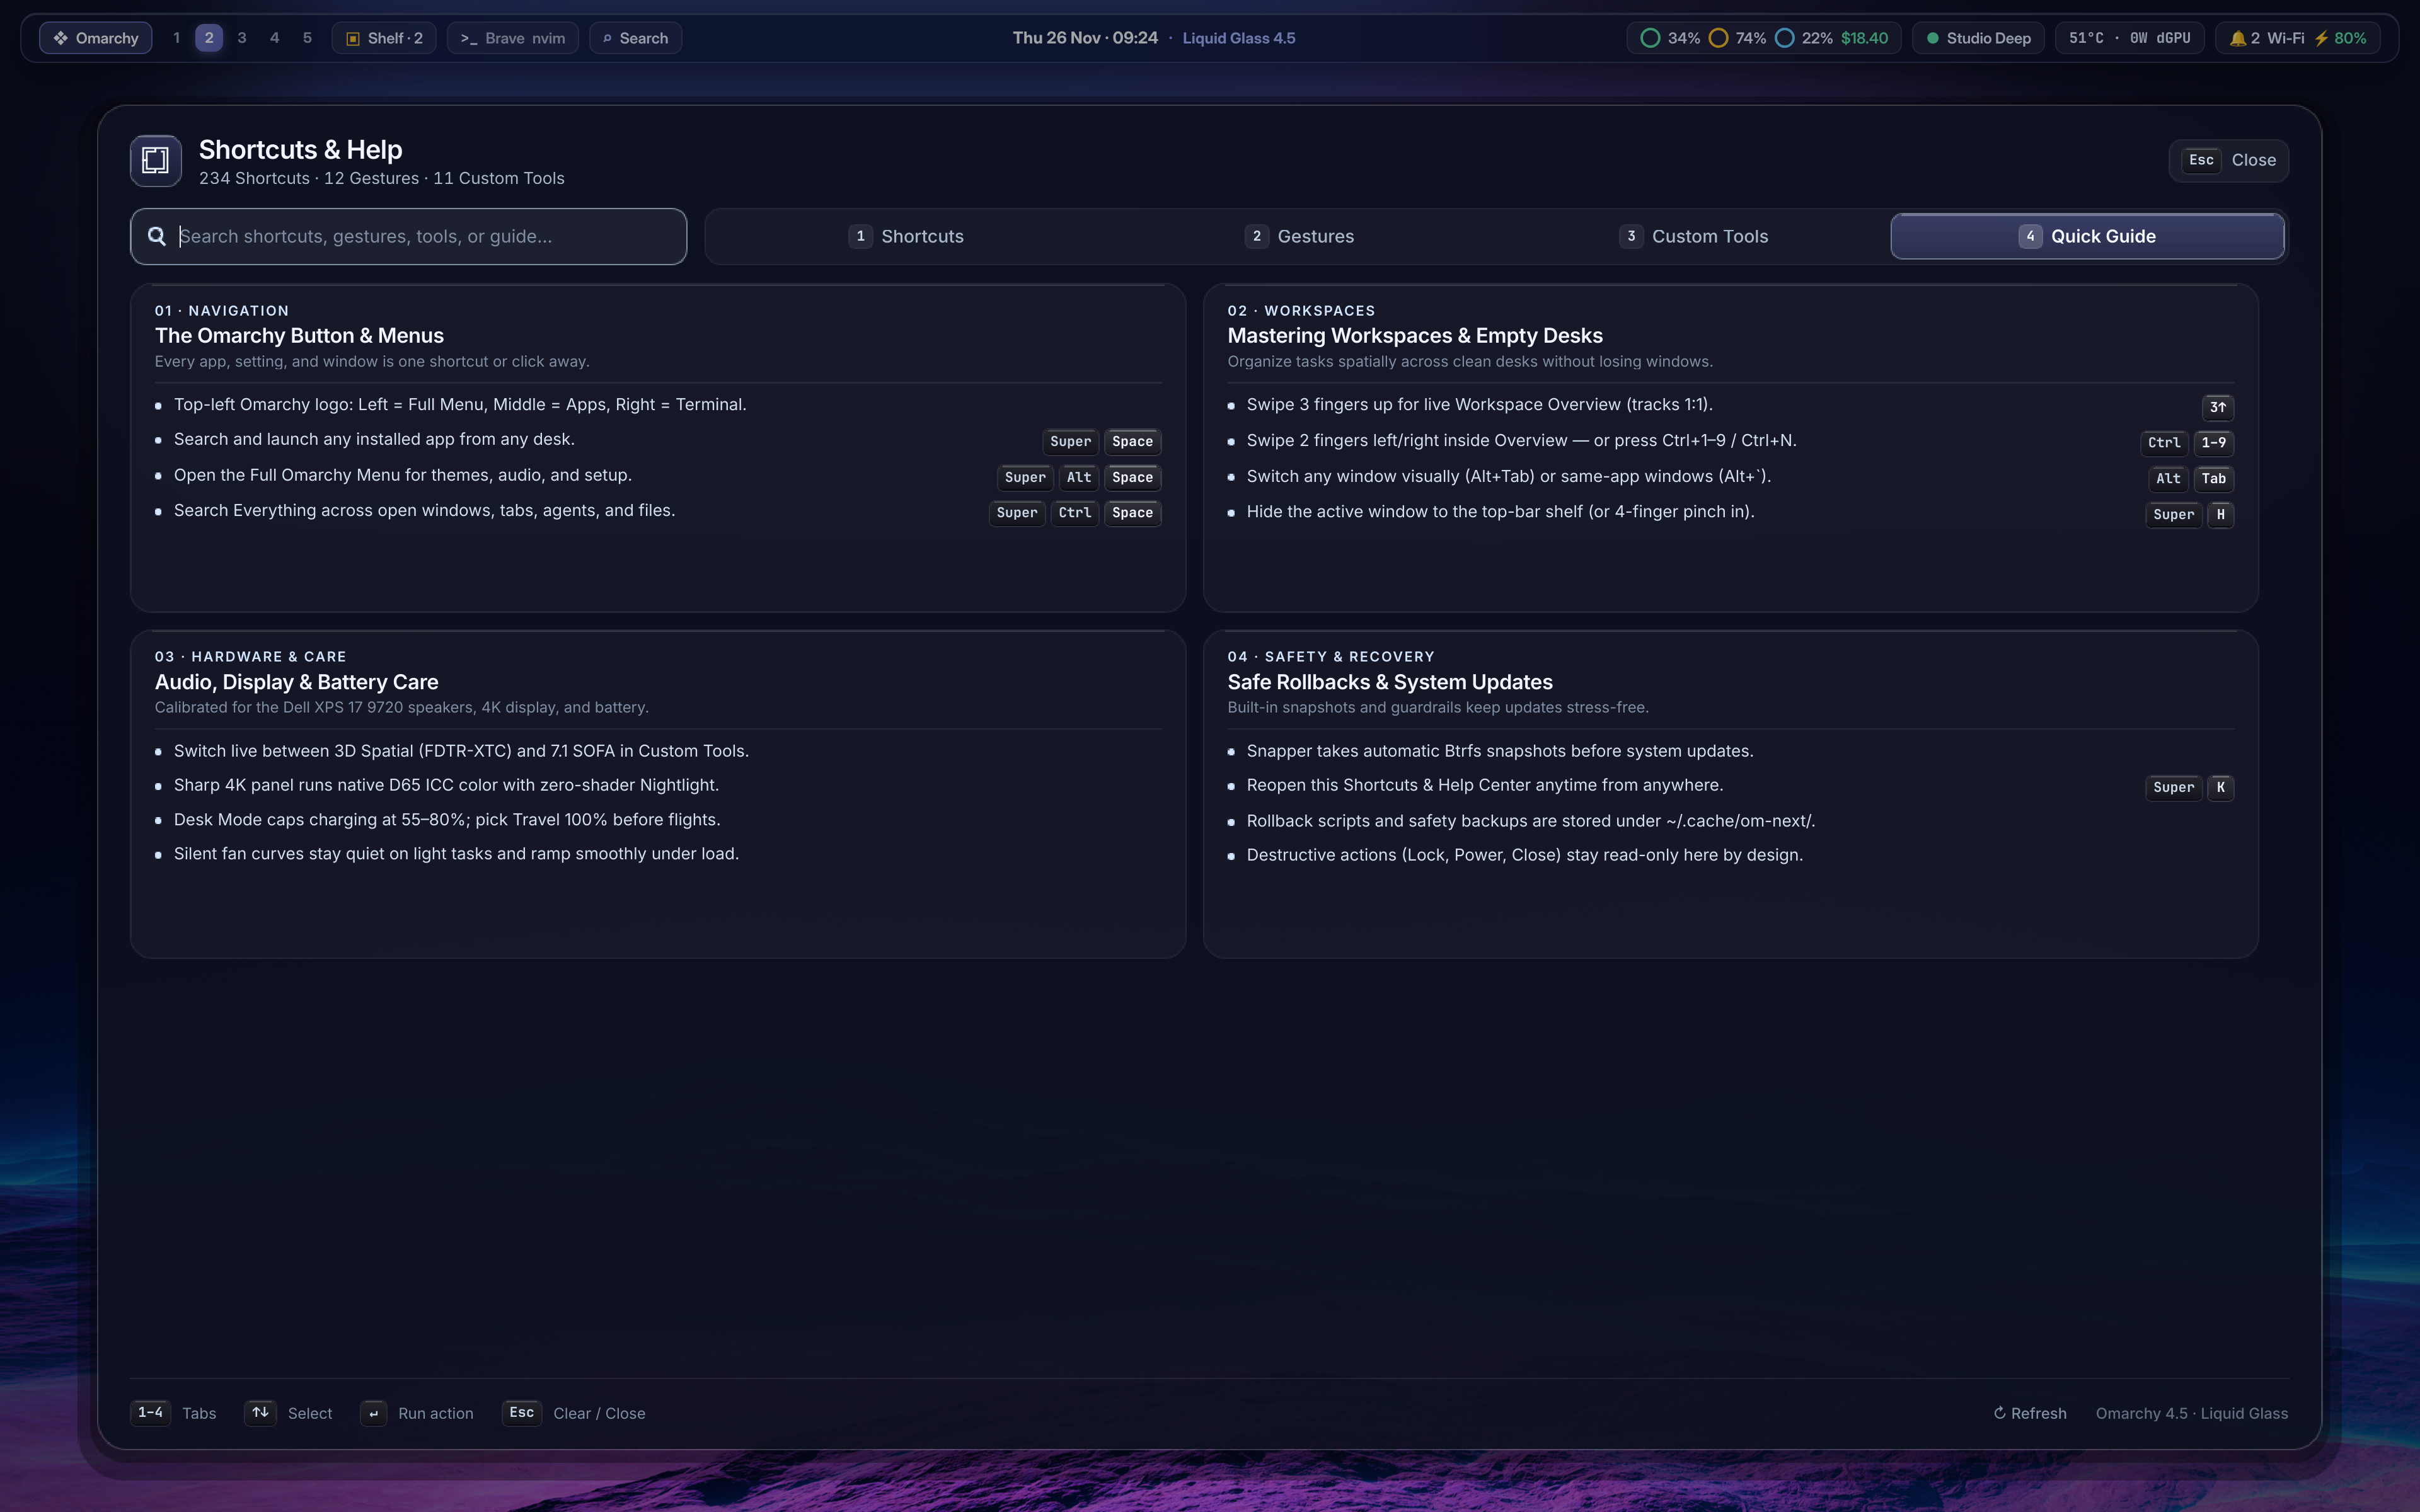 ❖ Omarchy 1 2 3 4 5 Shelf · 2 >_ Brave nvim Search Thu 26 Nov · 09:24 · Liquid Glass 4.5 34% 74% 22% $18.40 Studio Deep 51°C · 0W dGPU 🔔 2 Wi-Fi ⚡ 80%
Shortcuts & Help
234 Shortcuts · 12 Gestures · 11 Custom Tools
Esc Close
Search shortcuts, gestures, tools, or guide...
1 Shortcuts 2 Gestures 3 Custom Tools 4 Quick Guide
01 · NAVIGATION
The Omarchy Button & Menus
Every app, setting, and window is one shortcut or click away.
• Top-left Omarchy logo: Left = Full Menu, Middle = Apps, Right = Terminal.
• Search and launch any installed app from any desk. Super Space
• Open the Full Omarchy Menu for themes, audio, and setup. Super Alt Space
• Search Everything across open windows, tabs, agents, and files. Super Ctrl Space
02 · WORKSPACES
Mastering Workspaces & Empty Desks
Organize tasks spatially across clean desks without losing windows.
• Swipe 3 fingers up for live Workspace Overview (tracks 1:1). 3↑
• Swipe 2 fingers left/right inside Overview — or press Ctrl+1–9 / Ctrl+N. Ctrl 1–9
• Switch any window visually (Alt+Tab) or same-app windows (Alt+`). Alt Tab
• Hide the active window to the top-bar shelf (or 4-finger pinch in). Super H
03 · HARDWARE & CARE
Audio, Display & Battery Care
Calibrated for the Dell XPS 17 9720 speakers, 4K display, and battery.
• Switch live between 3D Spatial (FDTR-XTC) and 7.1 SOFA in Custom Tools.
• Sharp 4K panel runs native D65 ICC color with zero-shader Nightlight.
• Desk Mode caps charging at 55–80%; pick Travel 100% before flights.
• Silent fan curves stay quiet on light tasks and ramp smoothly under load.
04 · SAFETY & RECOVERY
Safe Rollbacks & System Updates
Built-in snapshots and guardrails keep updates stress-free.
• Snapper takes automatic Btrfs snapshots before system updates.
• Reopen this Shortcuts & Help Center anytime from anywhere. Super K
• Rollback scripts and safety backups are stored under ~/.cache/om-next/.
• Destructive actions (Lock, Power, Close) stay read-only here by design.
1–4 Tabs ↑↓ Select ↵ Run action Esc Clear / Close ↻ Refresh Omarchy 4.5 · Liquid Glass